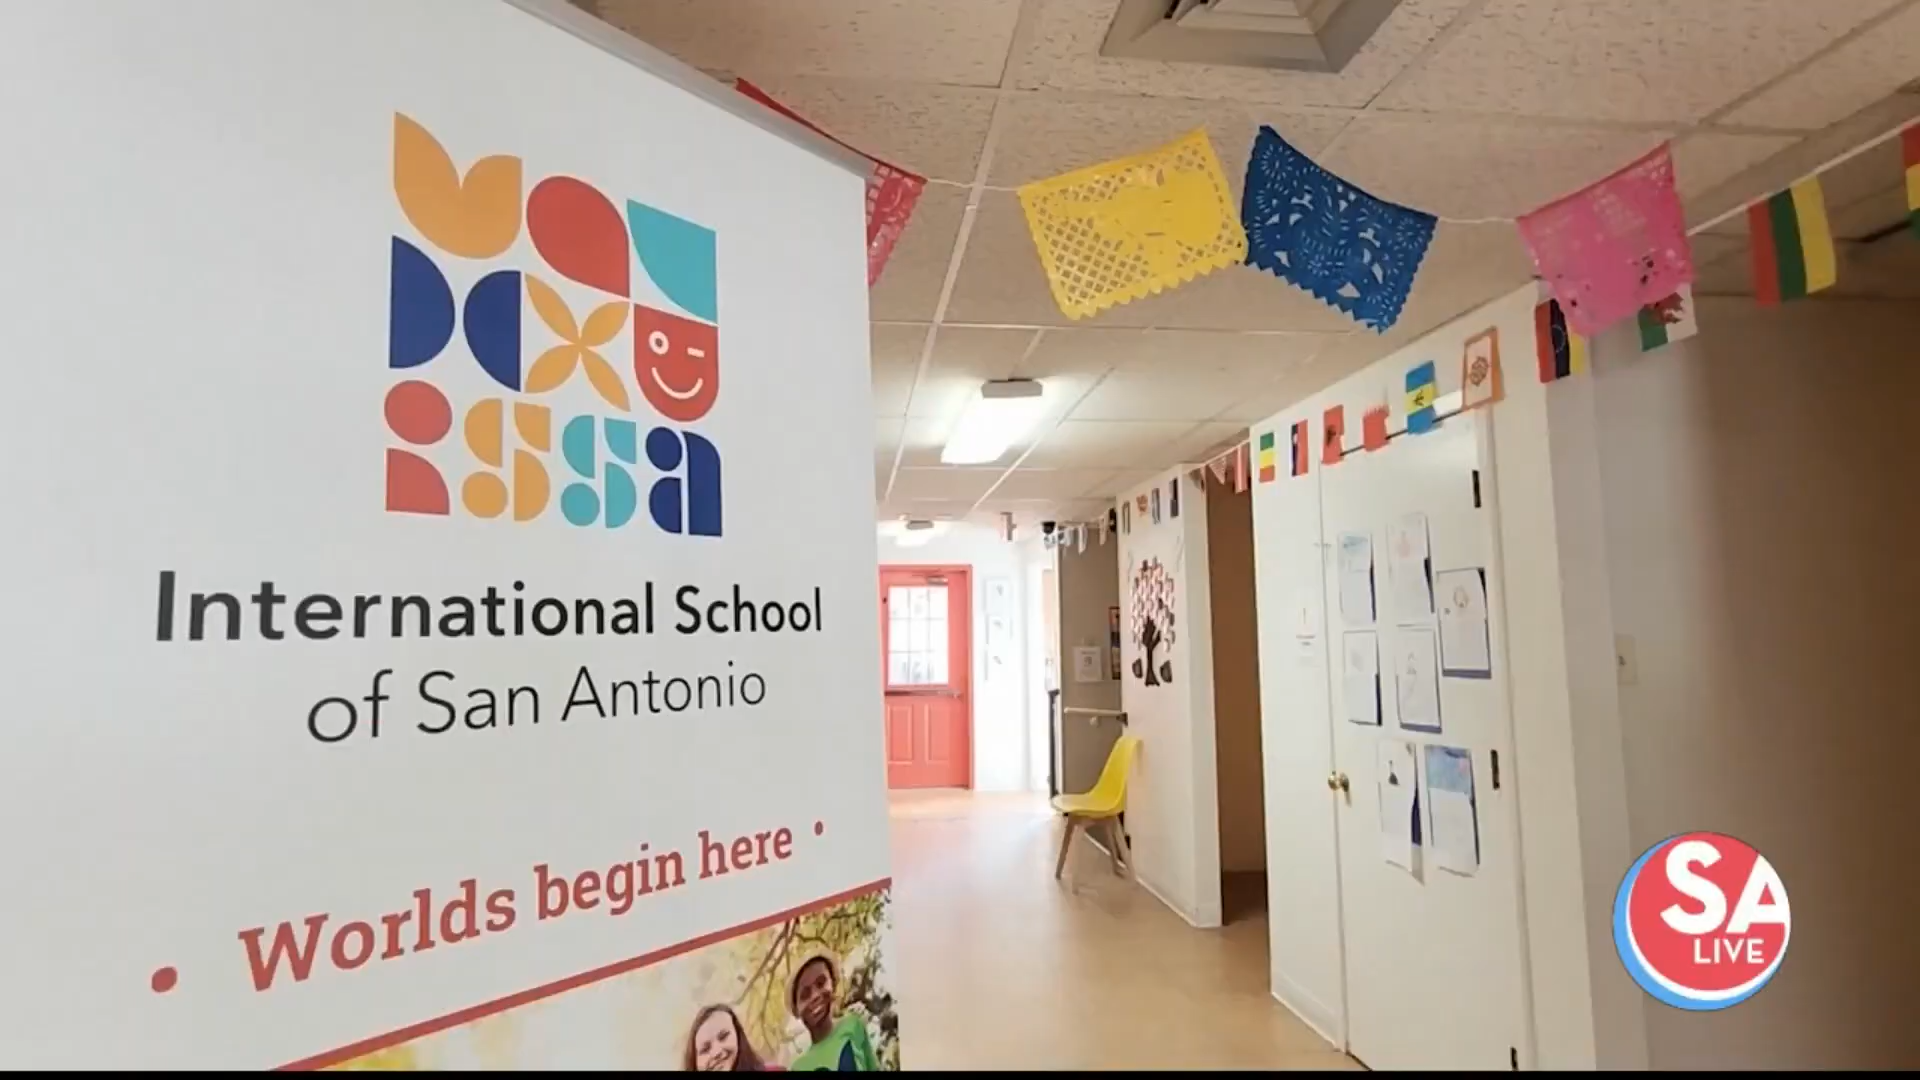 issa
International School
of San Antonio
• Worlds begin here •
SA
LIVE